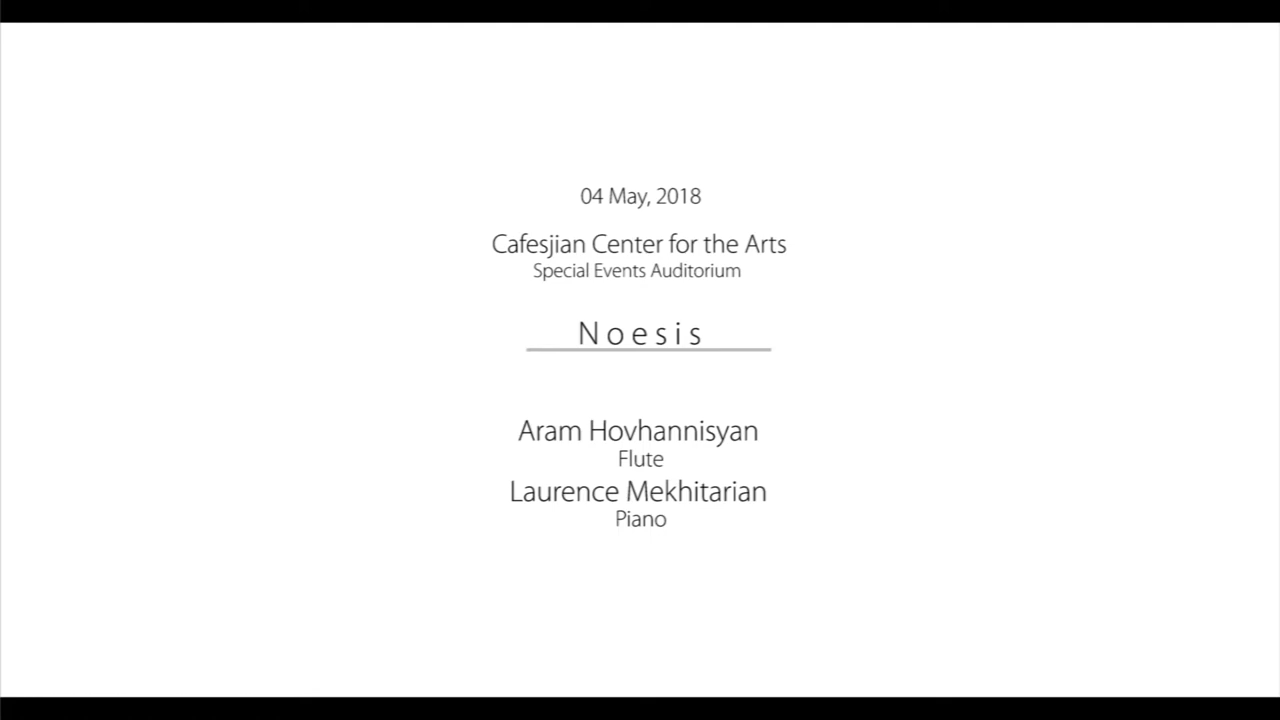 04 May, 2018
Cafesjian Center for the Arts
Special Events Auditorium
Noesis
Aram Hovhannisyan
Flute
Laurence Mekhitarian
Piano